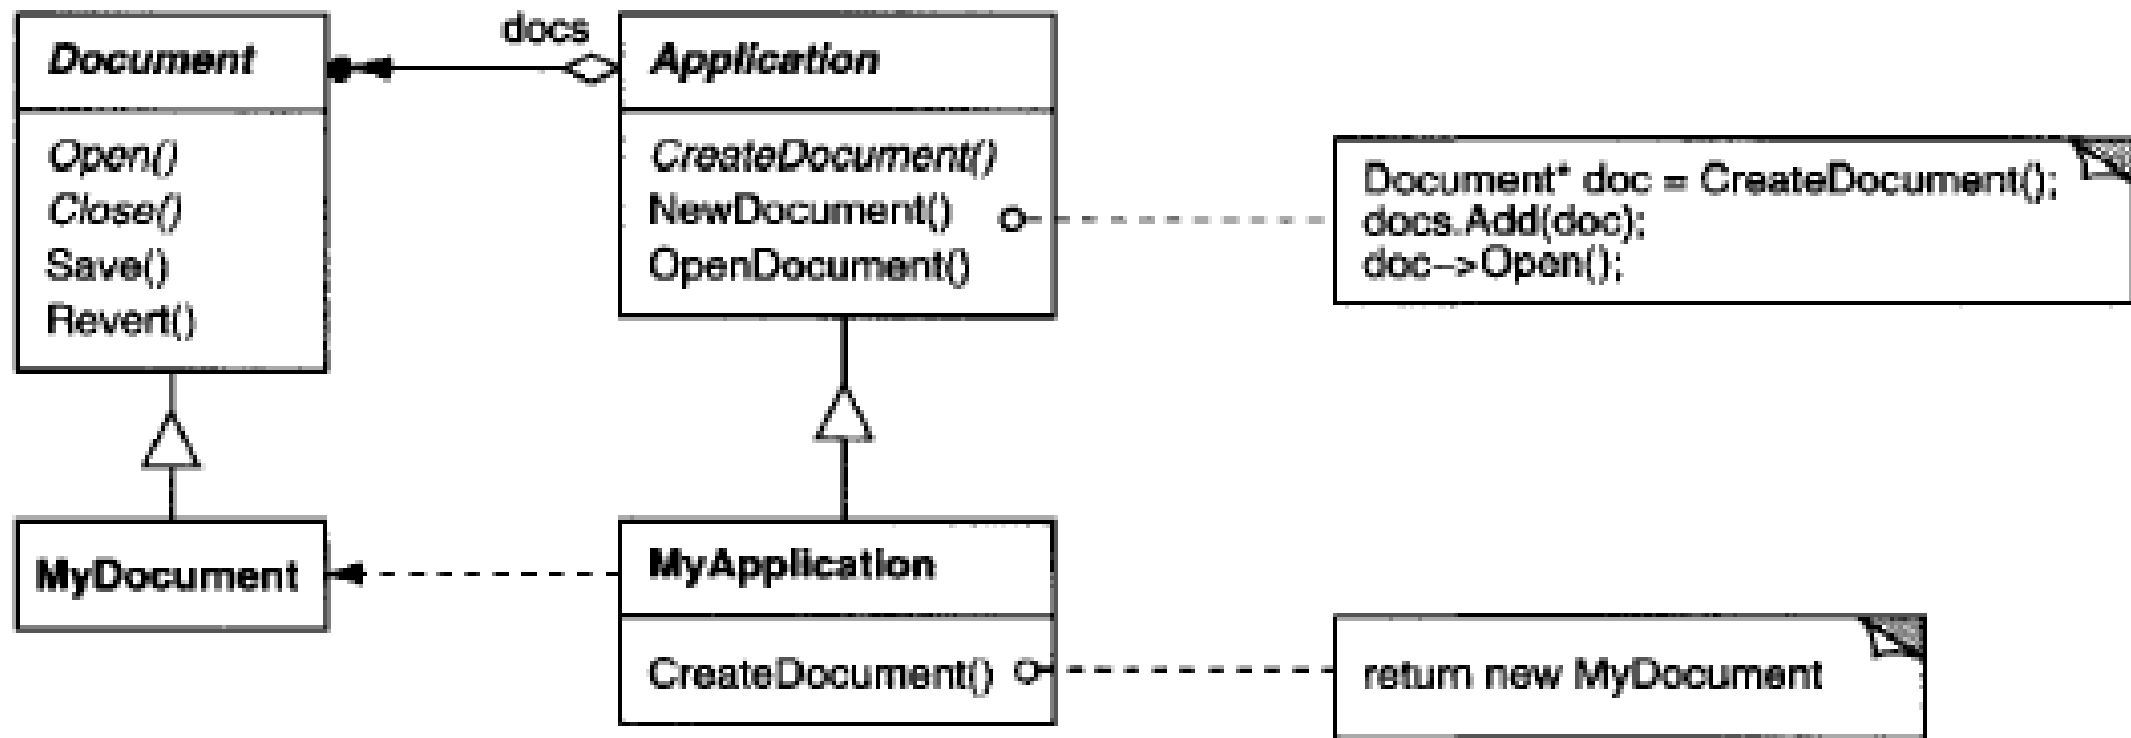 Document
Open()
Close()
Save()
Revert()
docs
Application
CreateDocument()
NewDocument()
OpenDocument()
Document* doc = CreateDocument();
docs.Add(doc);
doc->Open();
MyDocument
MyApplication
CreateDocument()
return new MyDocument